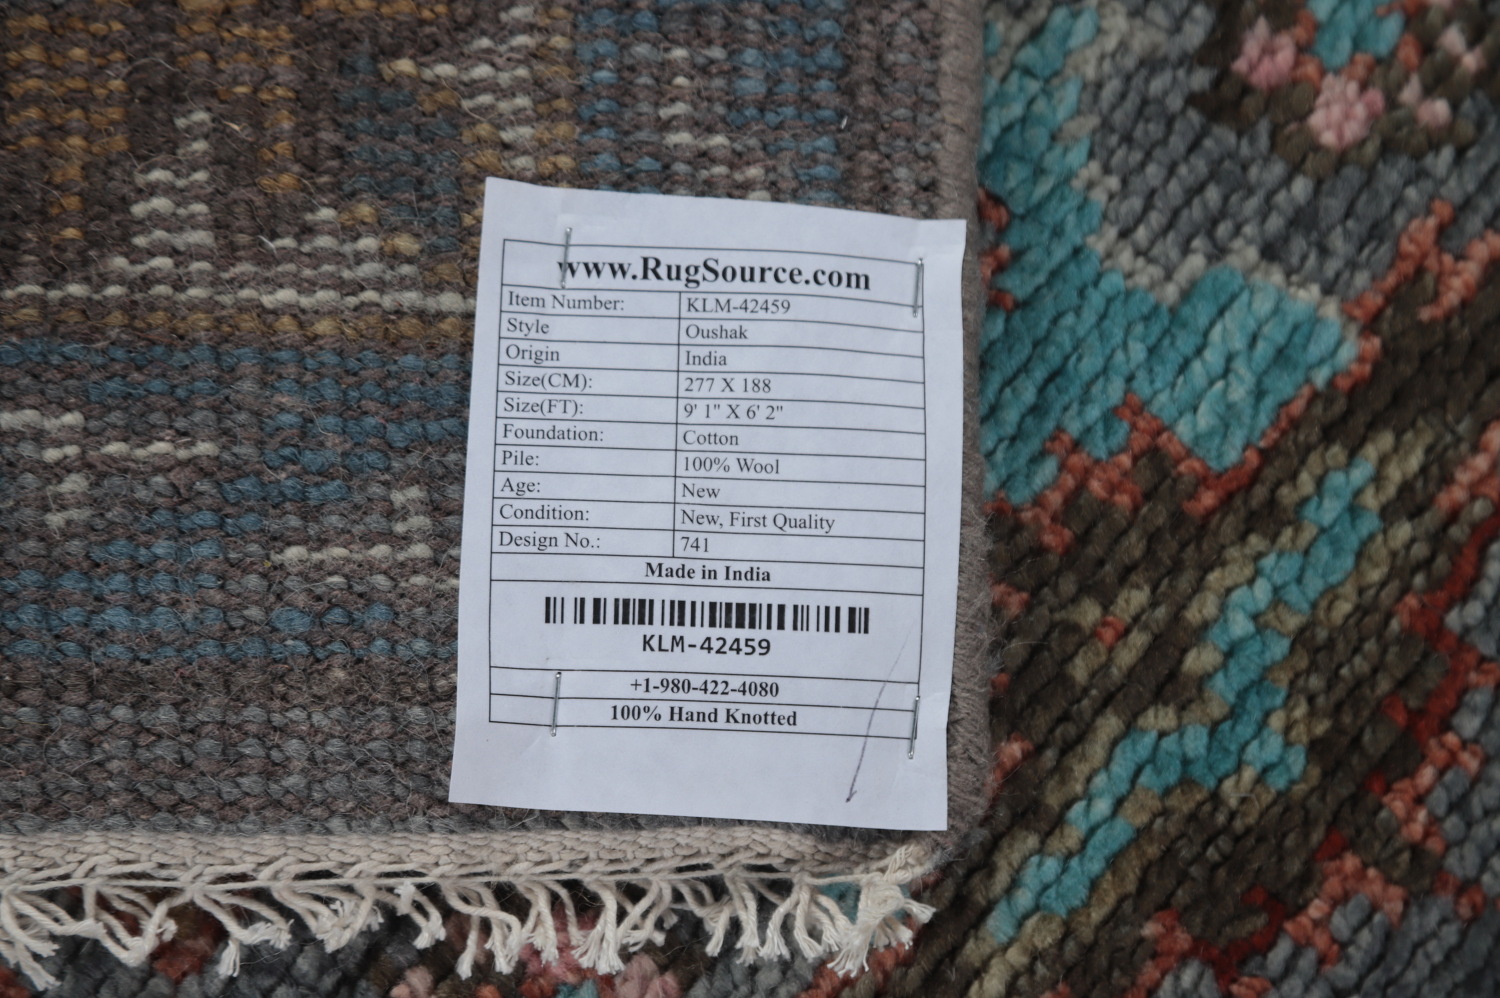 www.RugSource.com
Item Number: KLM-42459
Style Oushak
Origin India
Size(CM): 277 X 188
Size(FT): 9' 1" X 6' 2"
Foundation: Cotton
Pile: 100% Wool
Age: New
Condition: New, First Quality
Design No.: 741
Made in India
KLM-42459
+1-980-422-4080
100% Hand Knotted